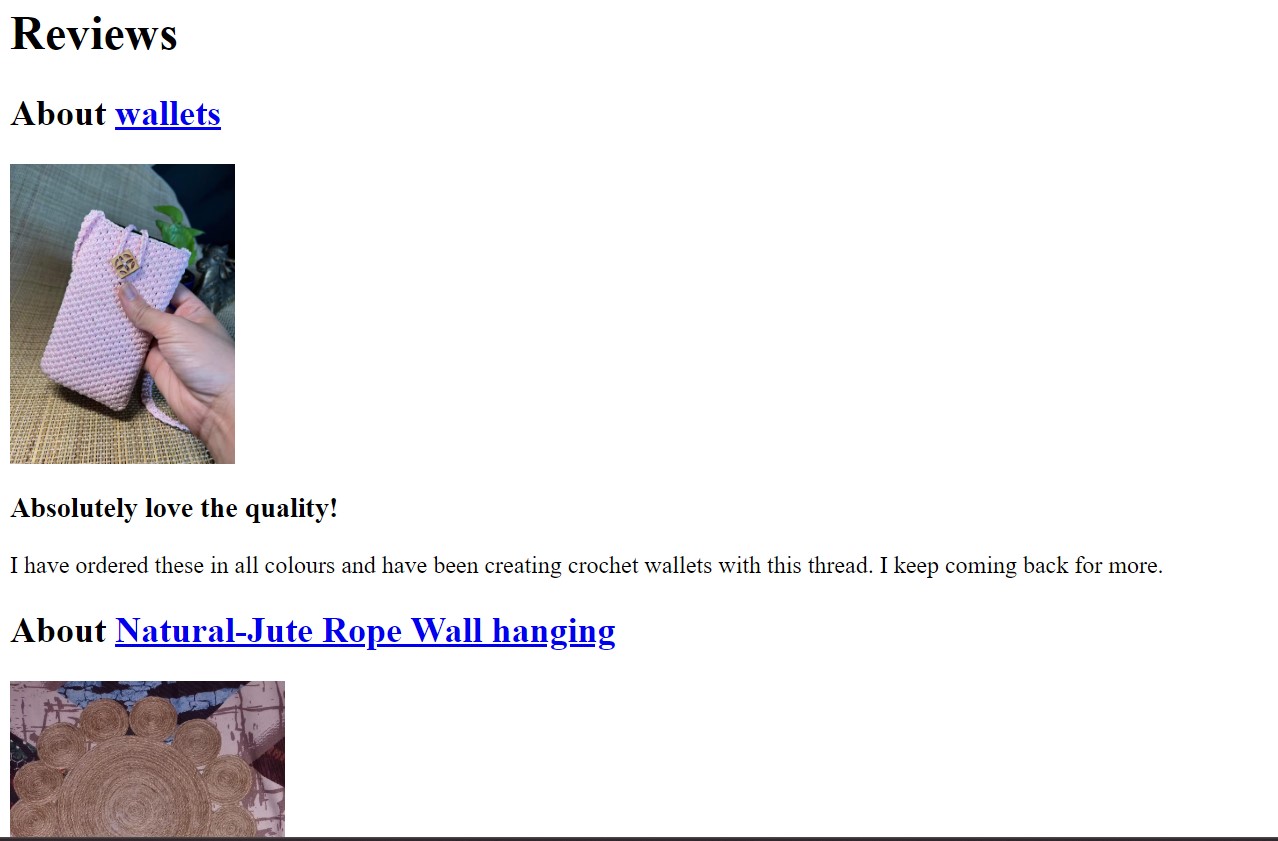 Reviews
About wallets
Absolutely love the quality!
I have ordered these in all colours and have been creating crochet wallets with this thread. I keep coming back for more.
About Natural-Jute Rope Wall hanging